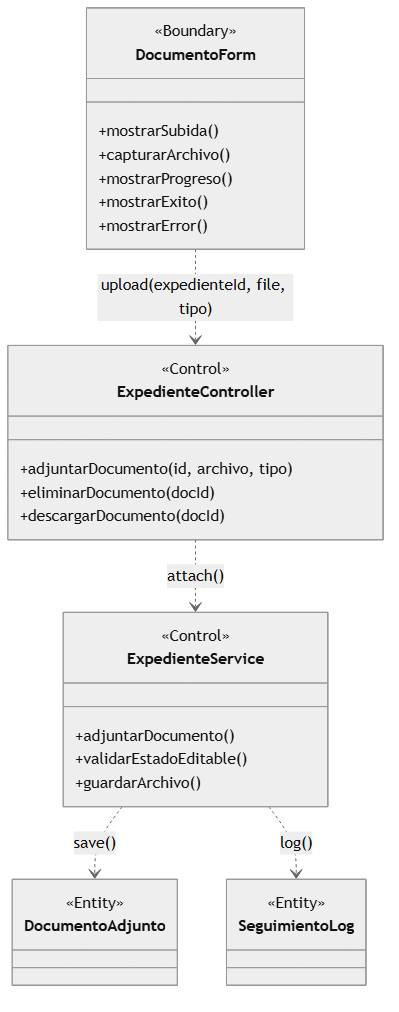 «Boundary»
DocumentoForm
+mostrarSubida()
+capturarArchivo()
+mostrarProgreso()
+mostrarExito()
+mostrarError()
upload(expedienteId, file,
tipo)
«Control»
ExpedienteController
+adjuntarDocumento(id, archivo, tipo)
+eliminarDocumento(docId)
+descargarDocumento(docId)
attach()
«Control»
ExpedienteService
+adjuntarDocumento()
+validarEstadoEditable()
+guardarArchivo()
save()
log()
«Entity»
DocumentoAdjunto
«Entity»
SeguimientoLog